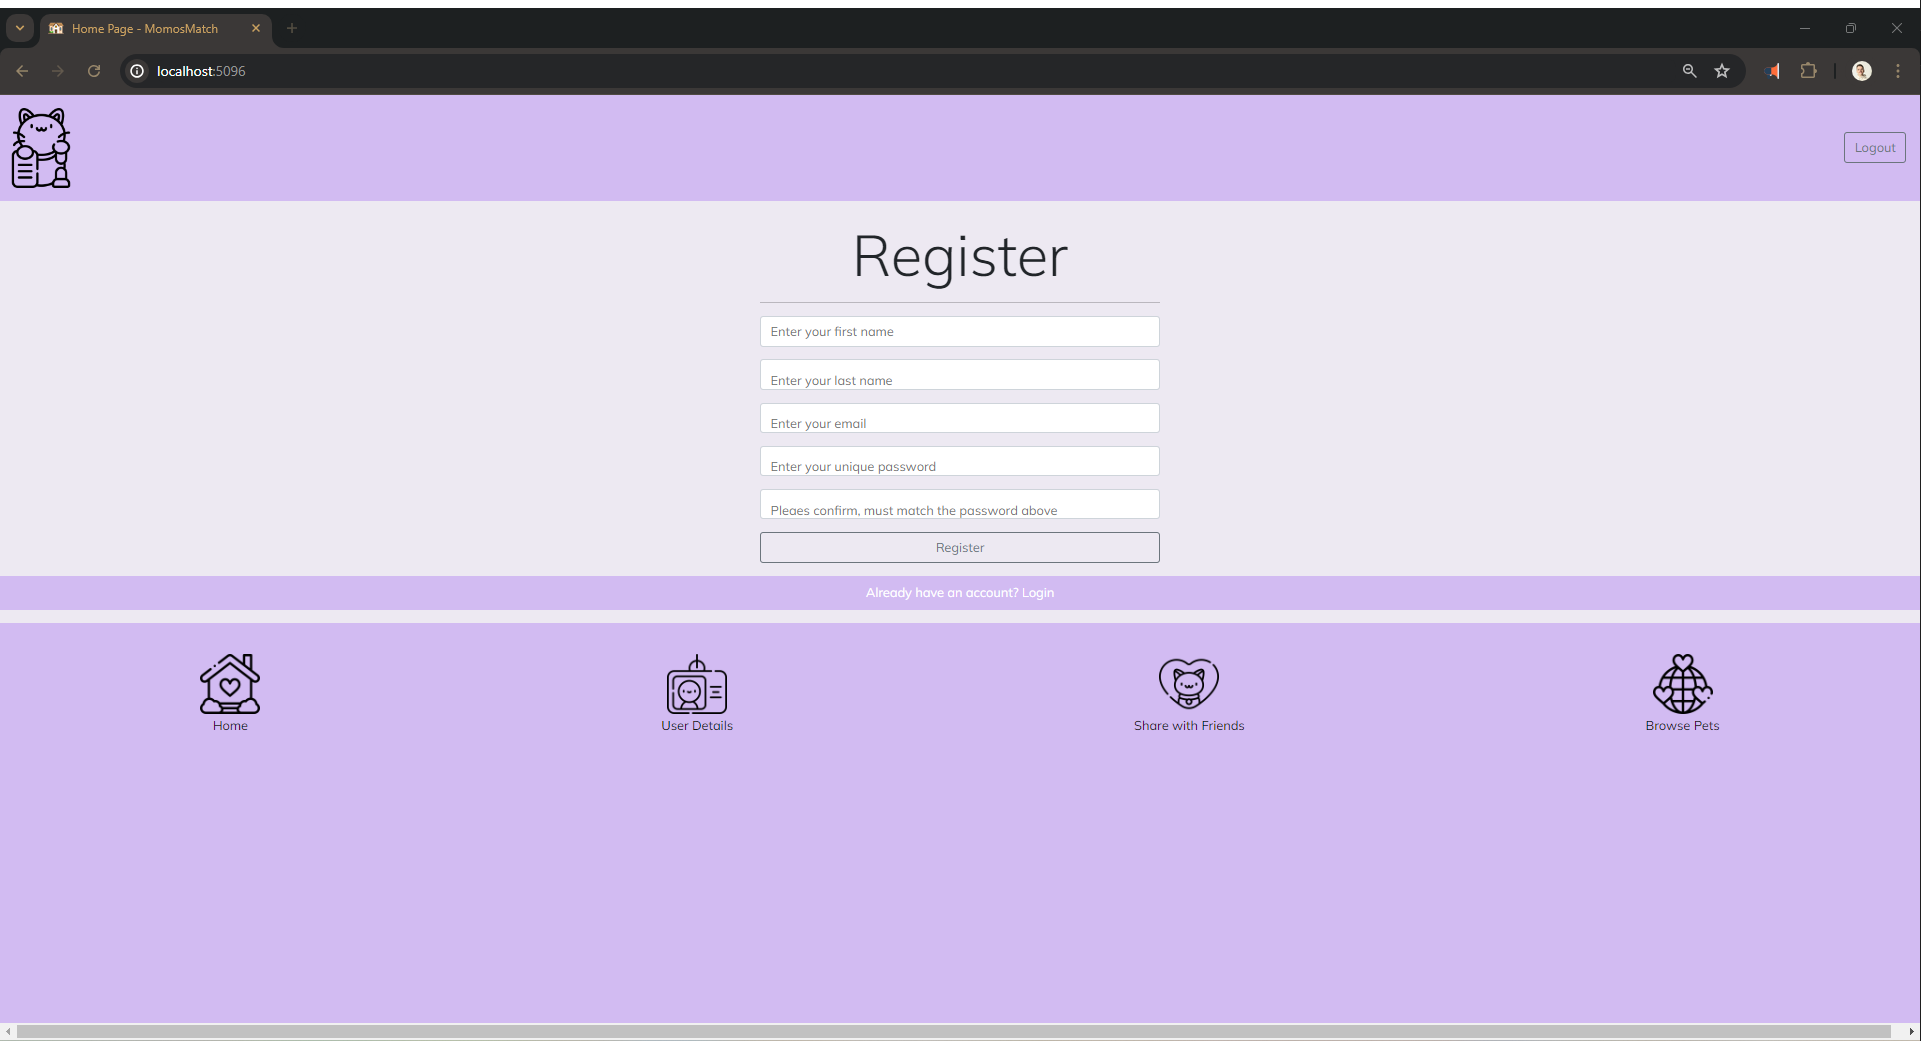 Home Page - MomosMatch
localhost:5096
Logout
Register
Enter your first name
Enter your last name
Enter your email
Enter your unique password
Pleaes confirm, must match the password above
Register
Already have an account? Login
Home
User Details
Share with Friends
Browse Pets